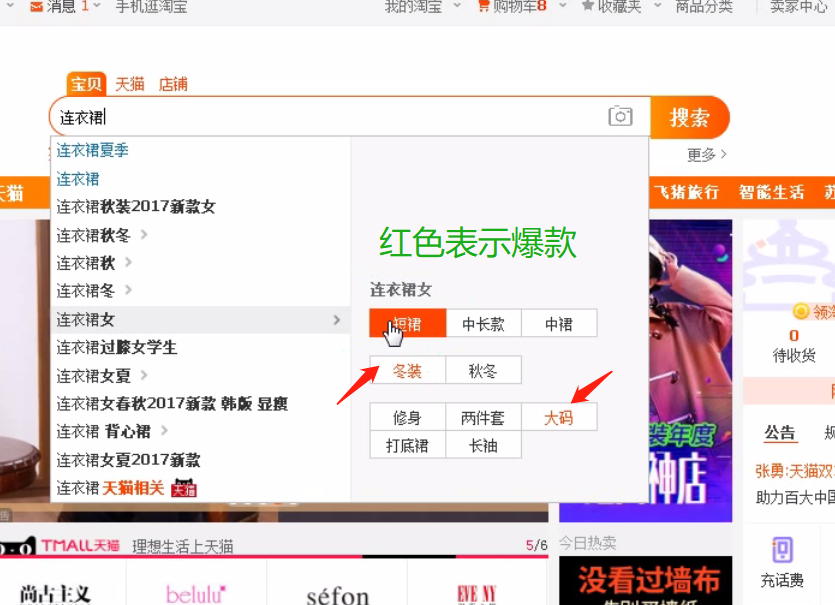 消息 1 手机逛淘宝 我的淘宝 购物车8 收藏夹 商品分类 卖家中心
宝贝 天猫 店铺
连衣裙 搜索
更多
天猫 飞猪旅行 智能生活 苏
连衣裙夏季
连衣裙
连衣裙秋装2017新款女
连衣裙秋冬
连衣裙秋
连衣裙冬
连衣裙女
连衣裙过膝女学生
连衣裙女夏
连衣裙女春秋2017新款 韩版 显瘦
连衣裙 背心裙
连衣裙女夏2017新款
连衣裙 天猫相关 天猫
红色表示爆款
连衣裙女
短裙 中长款 中裙
冬装 秋冬
修身 两件套 大码
打底裙 长袖
装年度
神店
领
0
待收货
公告 规
张勇:天猫双
助力百大中国
充话费
告
TMALL天猫 理想生活上天猫 5/6
今日热卖
尚古主义 belulu séfon EVE NY
没看过墙布